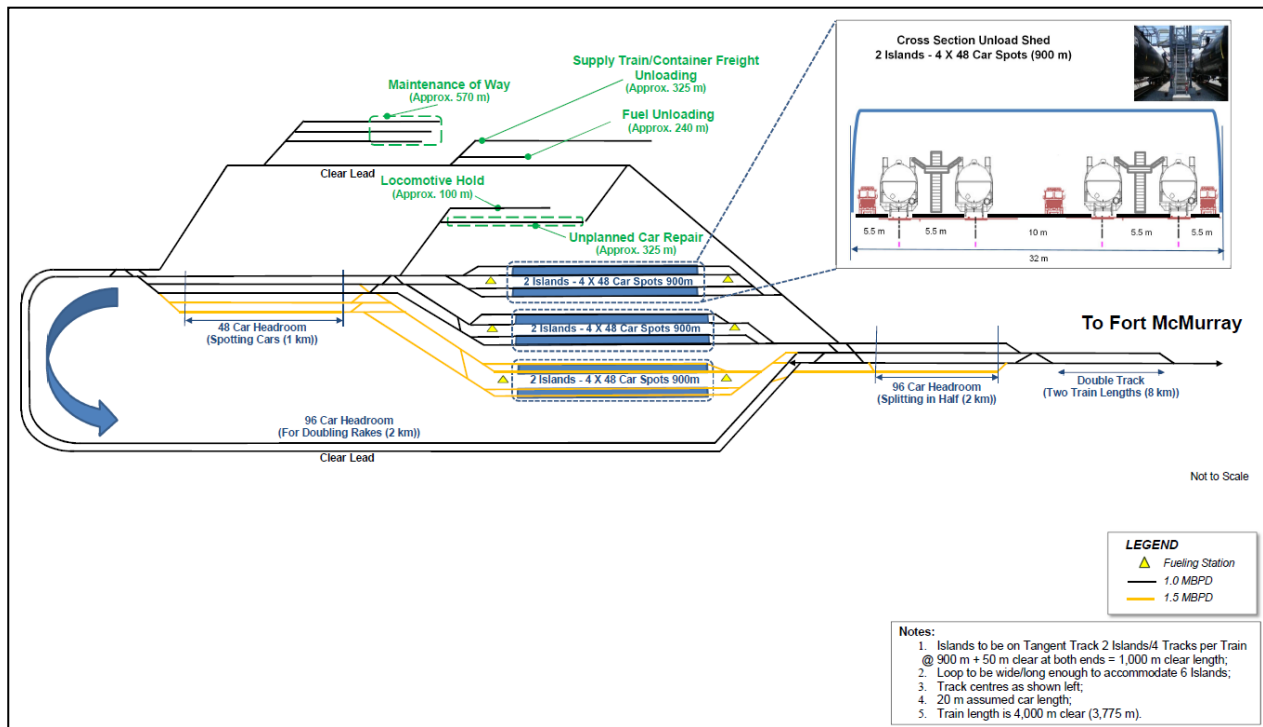 Cross Section Unload Shed
2 Islands - 4 X 48 Car Spots (900 m)
5.5 m
5.5 m
10 m
5.5 m
5.5 m
32 m
Supply Train/Container Freight
Unloading
(Approx. 325 m)
Maintenance of Way
(Approx. 570 m)
Fuel Unloading
(Approx. 240 m)
Clear Lead
Locomotive Hold
(Approx. 100 m)
Unplanned Car Repair
(Approx. 325 m)
2 Islands - 4 X 48 Car Spots 900m
48 Car Headroom
(Spotting Cars (1 km))
2 Islands - 4 X 48 Car Spots 900m
To Fort McMurray
2 Islands - 4 X 48 Car Spots 900m
96 Car Headroom
(Splitting in Half (2 km))
Double Track
(Two Train Lengths (8 km))
96 Car Headroom
(For Doubling Rakes (2 km))
Clear Lead
Not to Scale
LEGEND
Fueling Station
1.0 MBPD
1.5 MBPD
Notes:
1. Islands to be on Tangent Track 2 Islands/4 Tracks per Train
@ 900 m + 50 m clear at both ends = 1,000 m clear length;
2. Loop to be wide/long enough to accommodate 6 Islands;
3. Track centres as shown left;
4. 20 m assumed car length;
5. Train length is 4,000 m clear (3,775 m).